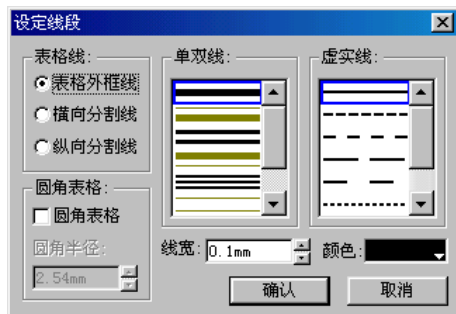 设定线段
表格线:
表格外框线
横向分割线
纵向分割线
圆角表格:
圆角表格
圆角半径:
2.54mm
单双线:
虚实线:
线宽:
0.1mm
颜色:
确认
取消